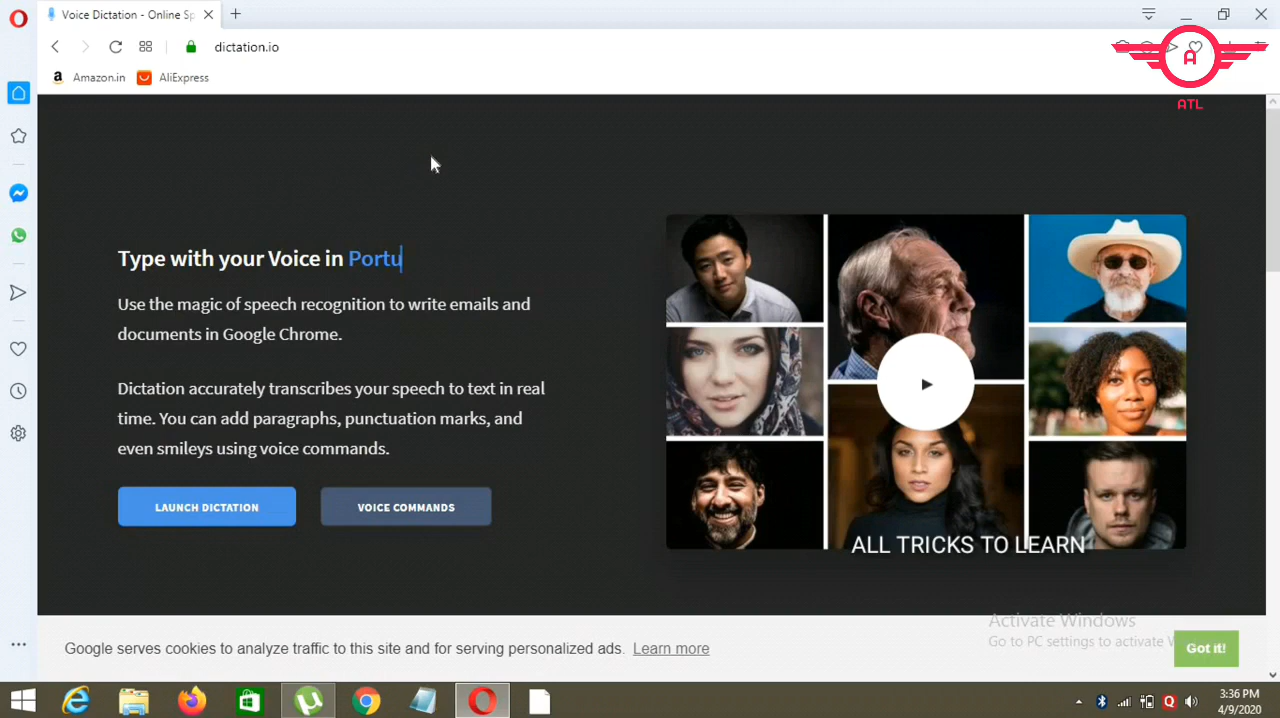 Voice Dictation - Online Sp
dictation.io
Amazon.in
AliExpress
A
ATL
Type with your Voice in Portu
Use the magic of speech recognition to write emails and
documents in Google Chrome.
Dictation accurately transcribes your speech to text in real
time. You can add paragraphs, punctuation marks, and
even smileys using voice commands.
LAUNCH DICTATION
VOICE COMMANDS
ALL TRICKS TO LEARN
Activate Windows
Go to PC settings to activate W
Google serves cookies to analyze traffic to this site and for serving personalized ads. Learn more
Got it!
3:36 PM
4/9/2020